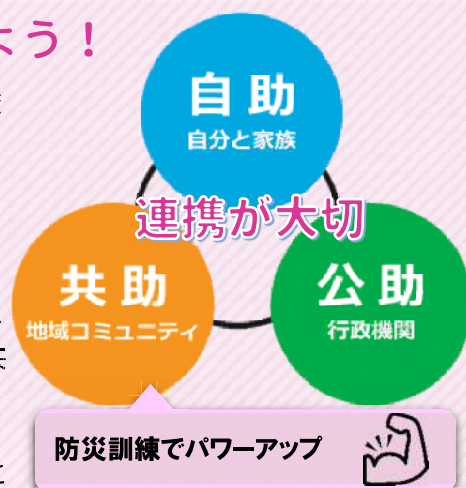 よう！
自助
自分と家族
連携が大切
共助
地域コミュニティ
公助
行政機関
防災訓練でパワーアップ